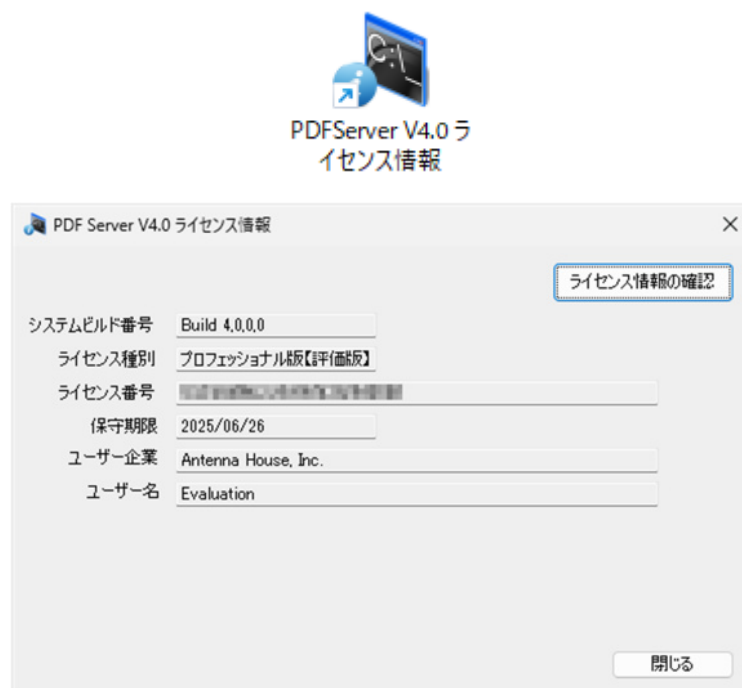 C:\_
PDFServer V4.0 ラ
イセンス情報
PDF Server V4.0 ライセンス情報
ライセンス情報の確認
システムビルド番号 Build 4.0.0.0
ライセンス種別 プロフェッショナル版【評価版】
ライセンス番号
保守期限 2025/06/26
ユーザー企業 Antenna House, Inc.
ユーザー名 Evaluation
閉じる